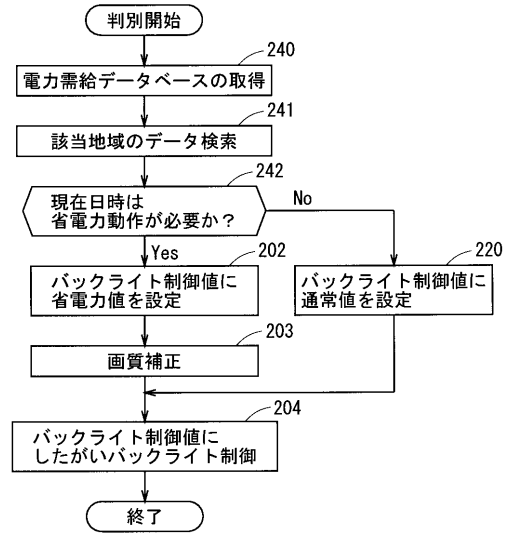 判別開始
240
電力需給データベースの取得
241
該当地域のデータ検索
242
現在日時は
省電力動作が必要か?
No
Yes
202
バックライト制御値に
省電力値を設定
220
バックライト制御値に
通常値を設定
203
画質補正
204
バックライト制御値に
したがいバックライト制御
終了